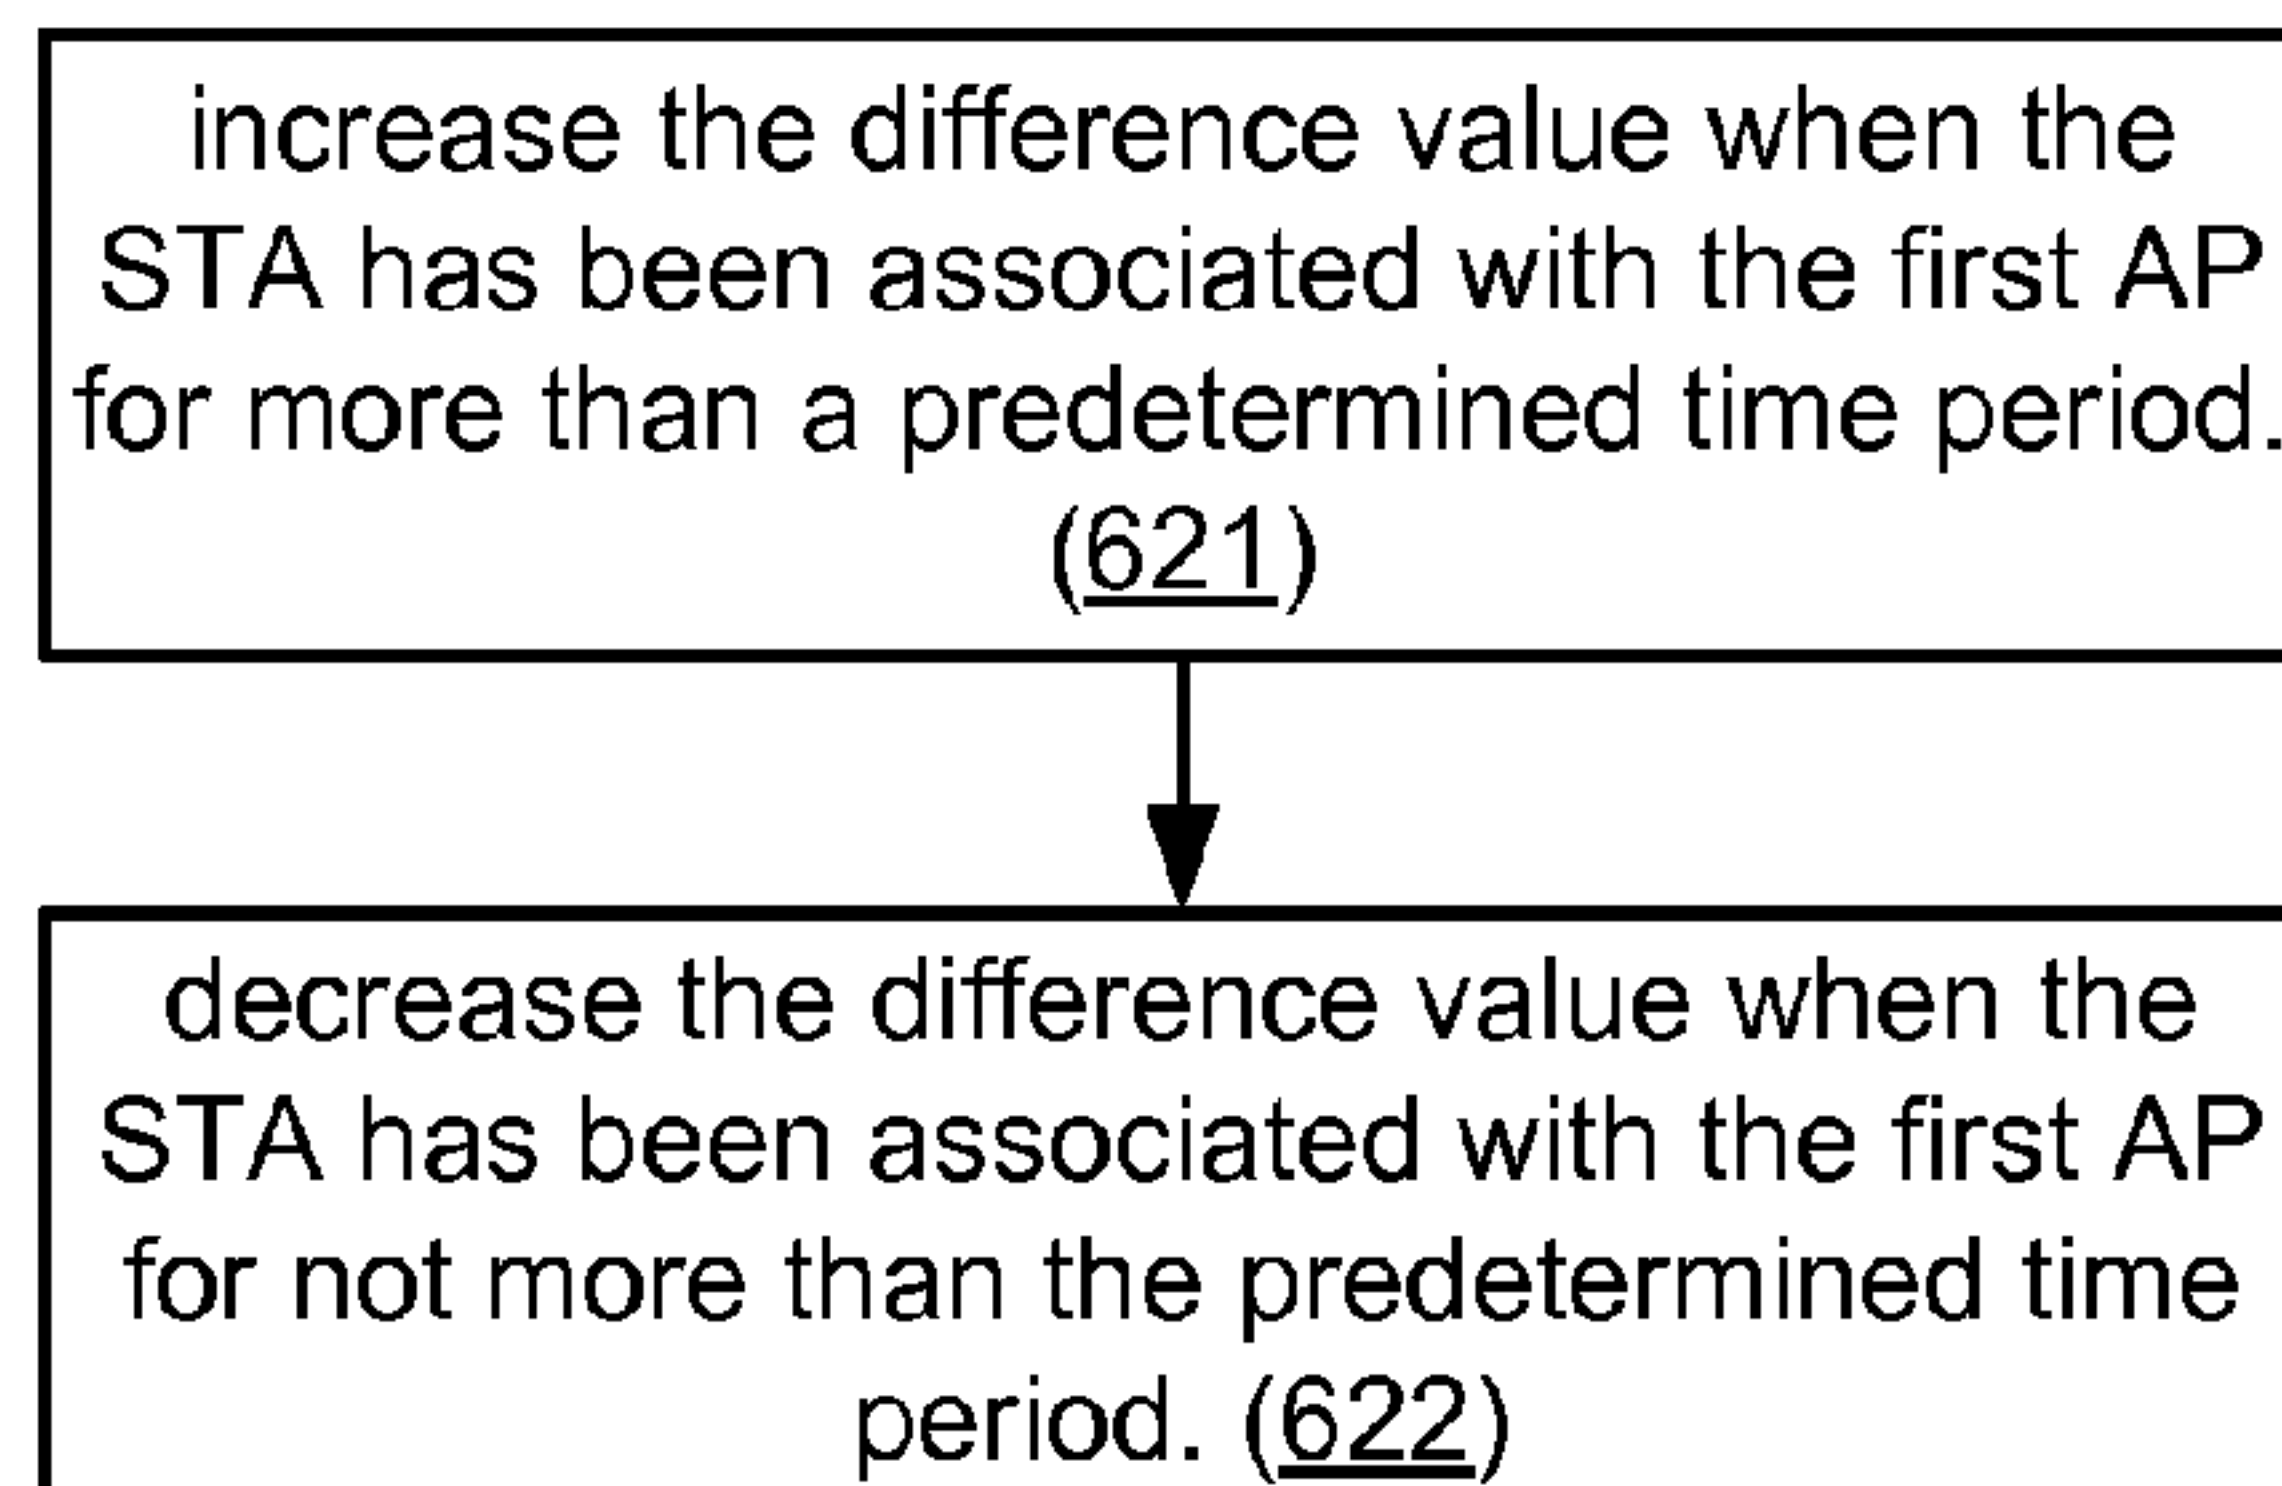 increase the difference value when the
STA has been associated with the first AP
for more than a predetermined time period.
(621)
decrease the difference value when the
STA has been associated with the first AP
for not more than the predetermined time
period. (622)